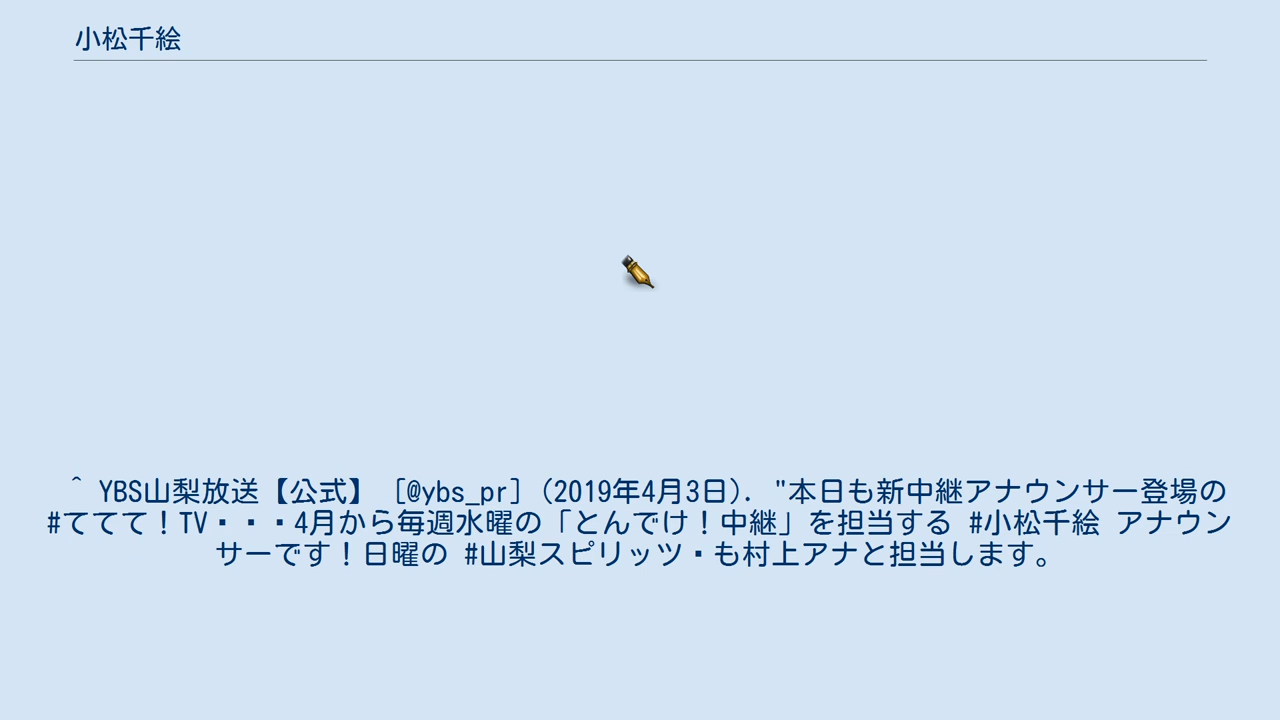 小松千絵
^ YBS山梨放送【公式】 [@ybs_pr] (2019年4月3日). "本日も新中継アナウンサー登場の
#ててて！TV・・・4月から毎週水曜の「とんでけ！中継」を担当する #小松千絵 アナウン
サーです！日曜の #山梨スピリッツ・も村上アナと担当します。